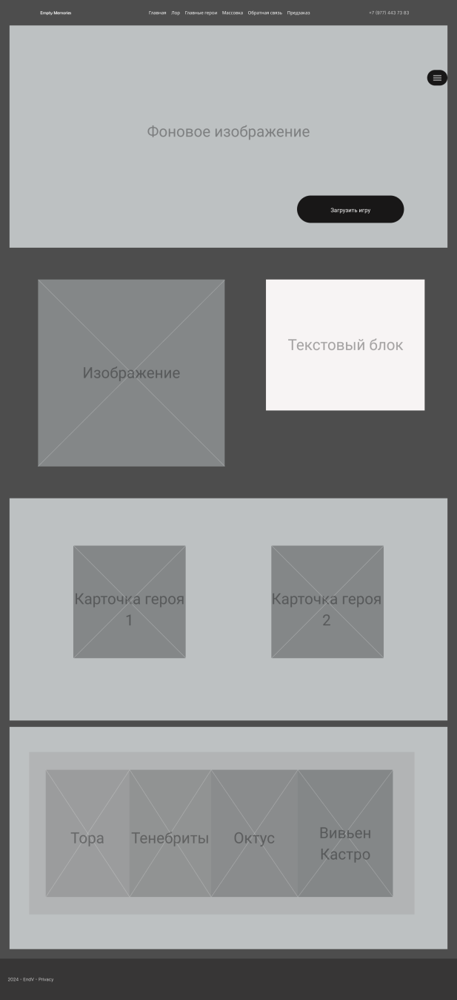 Empty Memories
Главная Лор Главные герои Массовка Обратная связь Предзаказ
+7 (977) 443 73 83
Фоновое изображение
Загрузить игру
Изображение
Текстовый блок
Карточка героя
1
Карточка героя
2
Тора
Тенебриты
Октус
Вивьен
Кастро
2024 - EndV - Privacy